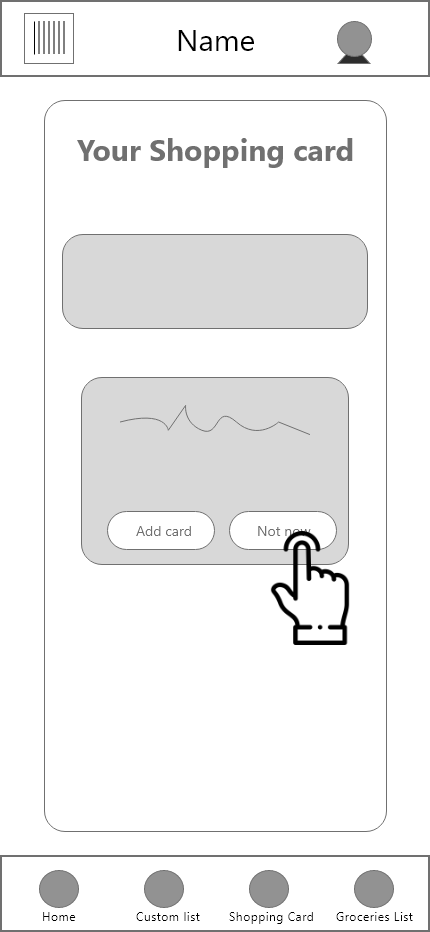 Name
Your Shopping card
Add card
Not now
Home
Custom list
Shopping Card
Groceries List